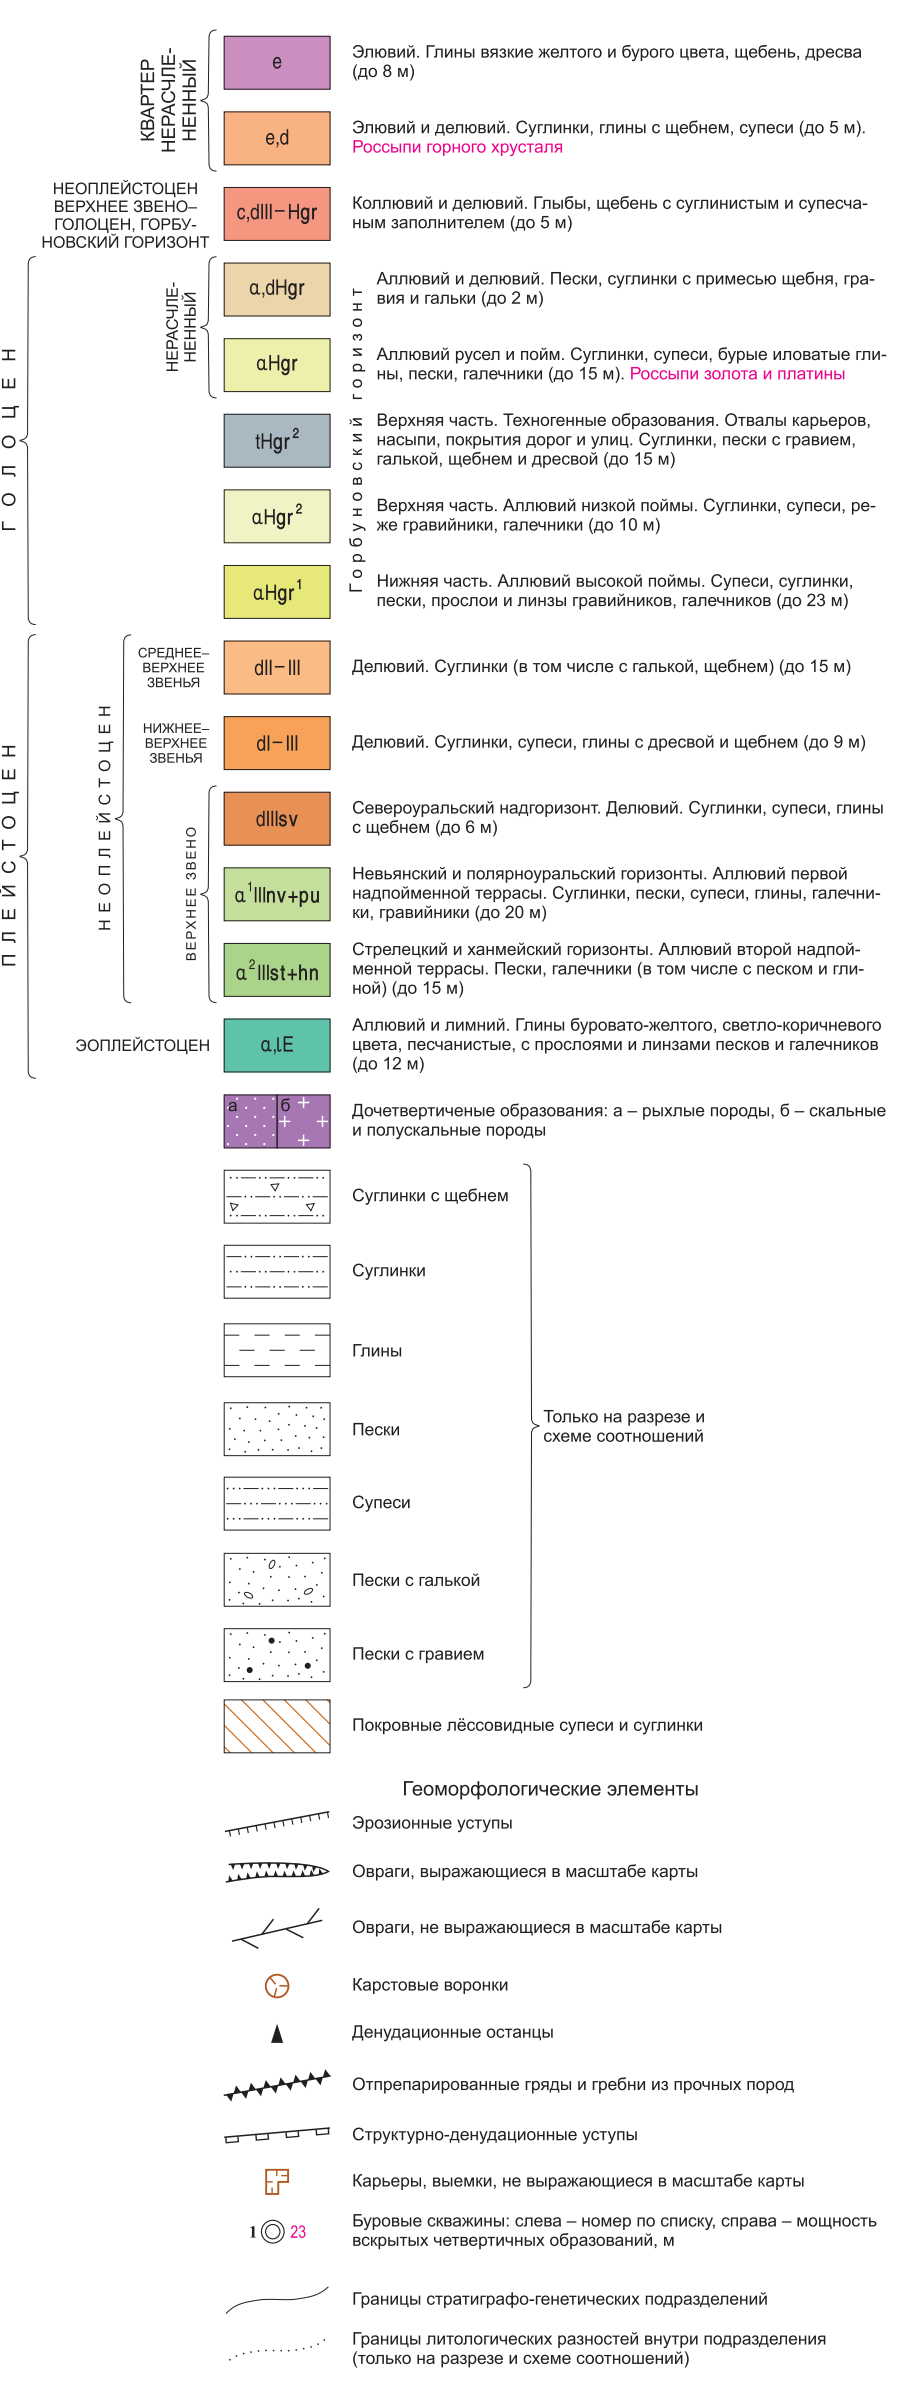 КВАРТЕР
НЕРАСЧЛЕ-
НЕННЫЙ
e
Элювий. Глины вязкие желтого и бурого цвета, щебень, дресва
(до 8 м)
e,d
Элювий и делювий. Суглинки, глины с щебнем, супеси (до 5 м).
Россыпи горного хрусталя
НЕОПЛЕЙСТОЦЕН
ВЕРХНЕЕ ЗВЕНО–
ГОЛОЦЕН, ГОРБУ-
НОВСКИЙ ГОРИЗОНТ
c,dIII–Hgr
Коллювий и делювий. Глыбы, щебень с суглинистым и супесча-
ным заполнителем (до 5 м)
ГОЛОЦЕН
НЕРАСЧЛЕ-
НЕННЫЙ
Горбуновский горизонт
a,dHgr
Аллювий и делювий. Пески, суглинки с примесью щебня, гра-
вия и гальки (до 2 м)
aHgr
Аллювий русел и пойм. Суглинки, супеси, бурые иловатые гли-
ны, пески, галечники (до 15 м). Россыпи золота и платины
tHgr²
Верхняя часть. Техногенные образования. Отвалы карьеров,
насыпи, покрытия дорог и улиц. Суглинки, пески с гравием,
галькой, щебнем и дресвой (до 15 м)
aHgr²
Верхняя часть. Аллювий низкой поймы. Суглинки, супеси, ре-
же гравийники, галечники (до 10 м)
aHgr¹
Нижняя часть. Аллювий высокой поймы. Супеси, суглинки,
пески, прослои и линзы гравийников, галечников (до 23 м)
ПЛЕЙСТОЦЕН
НЕОПЛЕЙСТОЦЕН
СРЕДНЕЕ–
ВЕРХНЕЕ
ЗВЕНЬЯ
dII–III
Делювий. Суглинки (в том числе с галькой, щебнем) (до 15 м)
НИЖНЕЕ–
ВЕРХНЕЕ
ЗВЕНЬЯ
dI–III
Делювий. Суглинки, супеси, глины с дресвой и щебнем (до 9 м)
ВЕРХНЕЕ ЗВЕНО
dIIIsv
Североуральский надгоризонт. Делювий. Суглинки, супеси, глины
с щебнем (до 6 м)
a¹IIInv+pu
Невьянский и полярноуральский горизонты. Аллювий первой
надпойменной террасы. Суглинки, пески, супеси, глины, галечни-
ки, гравийники (до 20 м)
a²IIIst+hn
Стрелецкий и ханмейский горизонты. Аллювий второй надпой-
менной террасы. Пески, галечники (в том числе с песком и гли-
ной) (до 15 м)
ЭОПЛЕЙСТОЦЕН
a,lE
Аллювий и лимний. Глины буровато-желтого, светло-коричневого
цвета, песчанистые, с прослоями и линзами песков и галечников
(до 12 м)
а б
Дочетвертиченые образования: а – рыхлые породы, б – скальные
и полускальные породы
Суглинки с щебнем
Суглинки
Глины
Пески
Только на разрезе и
схеме соотношений
Супеси
Пески с галькой
Пески с гравием
Покровные лёссовидные супеси и суглинки
Геоморфологические элементы
Эрозионные уступы
Овраги, выражающиеся в масштабе карты
Овраги, не выражающиеся в масштабе карты
Карстовые воронки
Денудационные останцы
Отпрепарированные гряды и гребни из прочных пород
Структурно-денудационные уступы
Карьеры, выемки, не выражающиеся в масштабе карты
1 23
Буровые скважины: слева – номер по списку, справа – мощность
вскрытых четвертичных образований, м
Границы стратиграфо-генетических подразделений
Границы литологических разностей внутри подразделения
(только на разрезе и схеме соотношений)